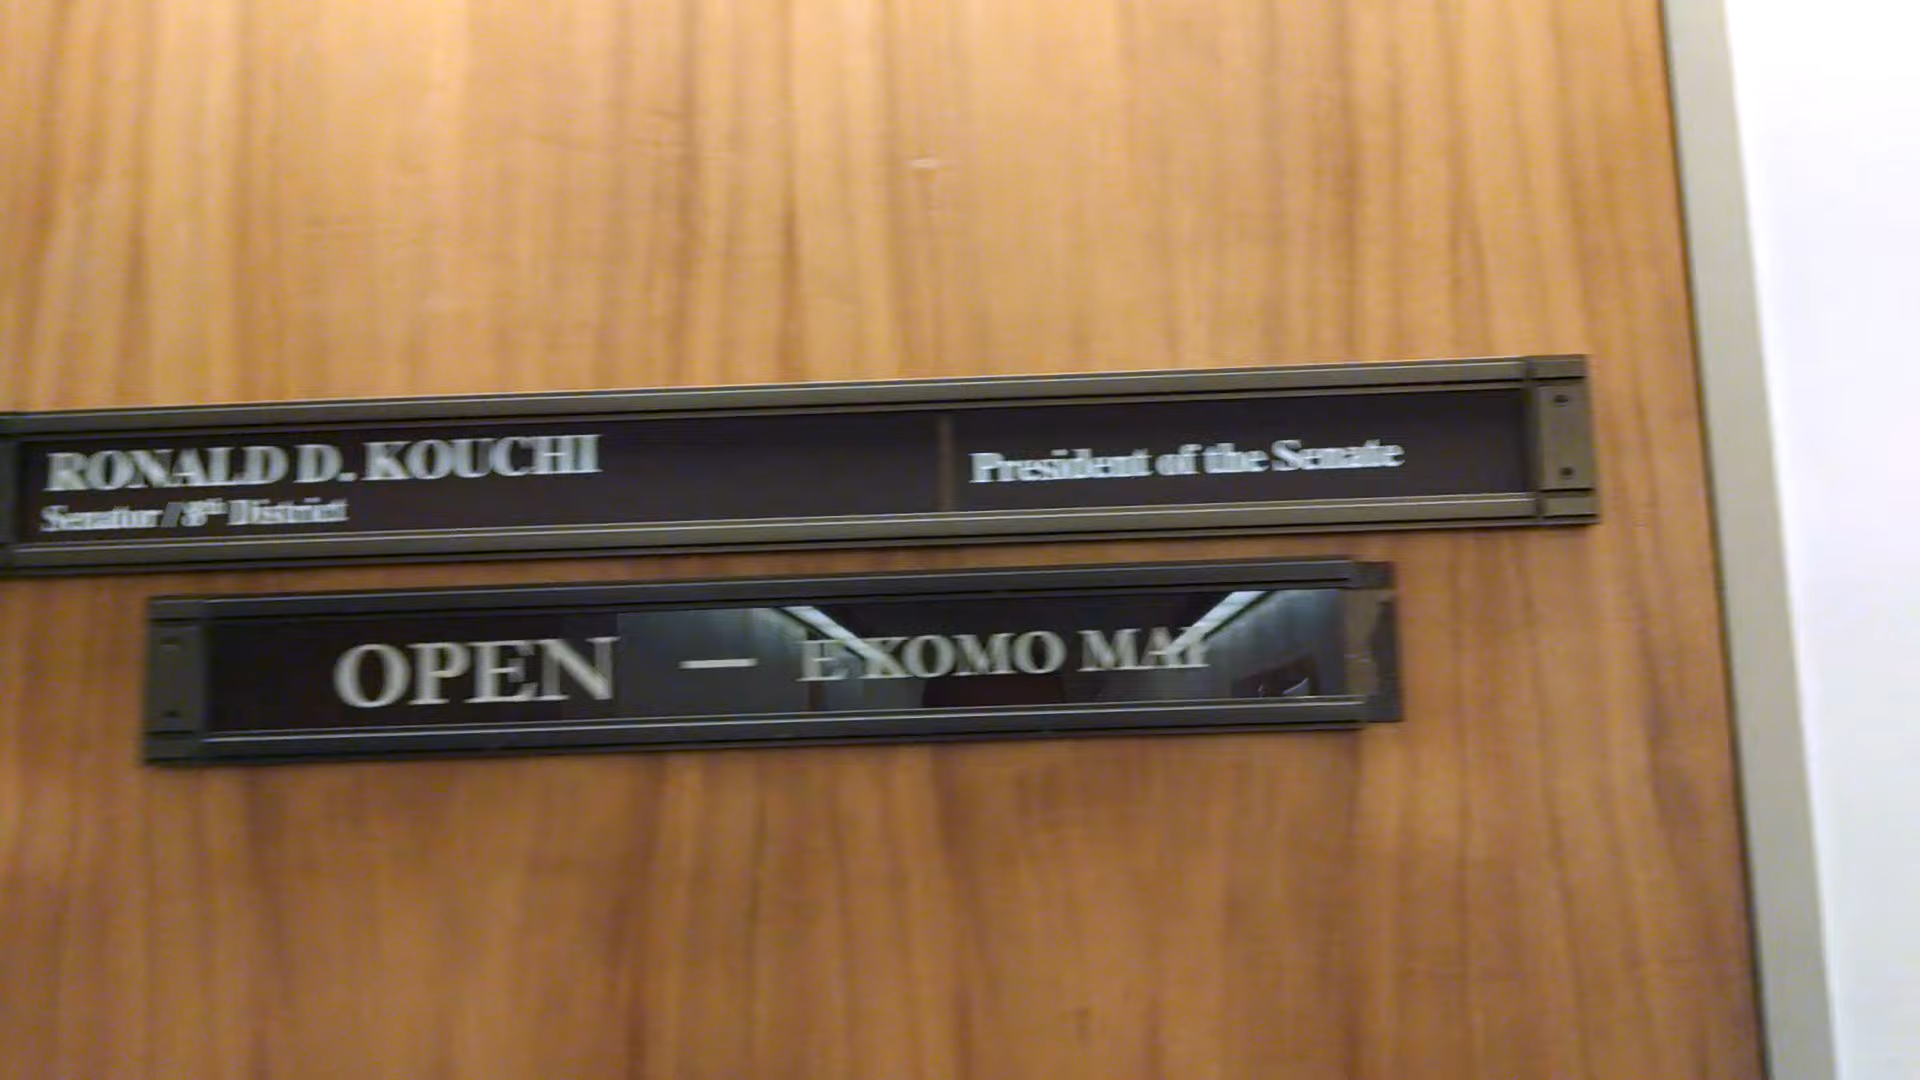 RONALD D. KOUCHI
Senator / 8th District
President of the Senate
OPEN — E KOMO MAI